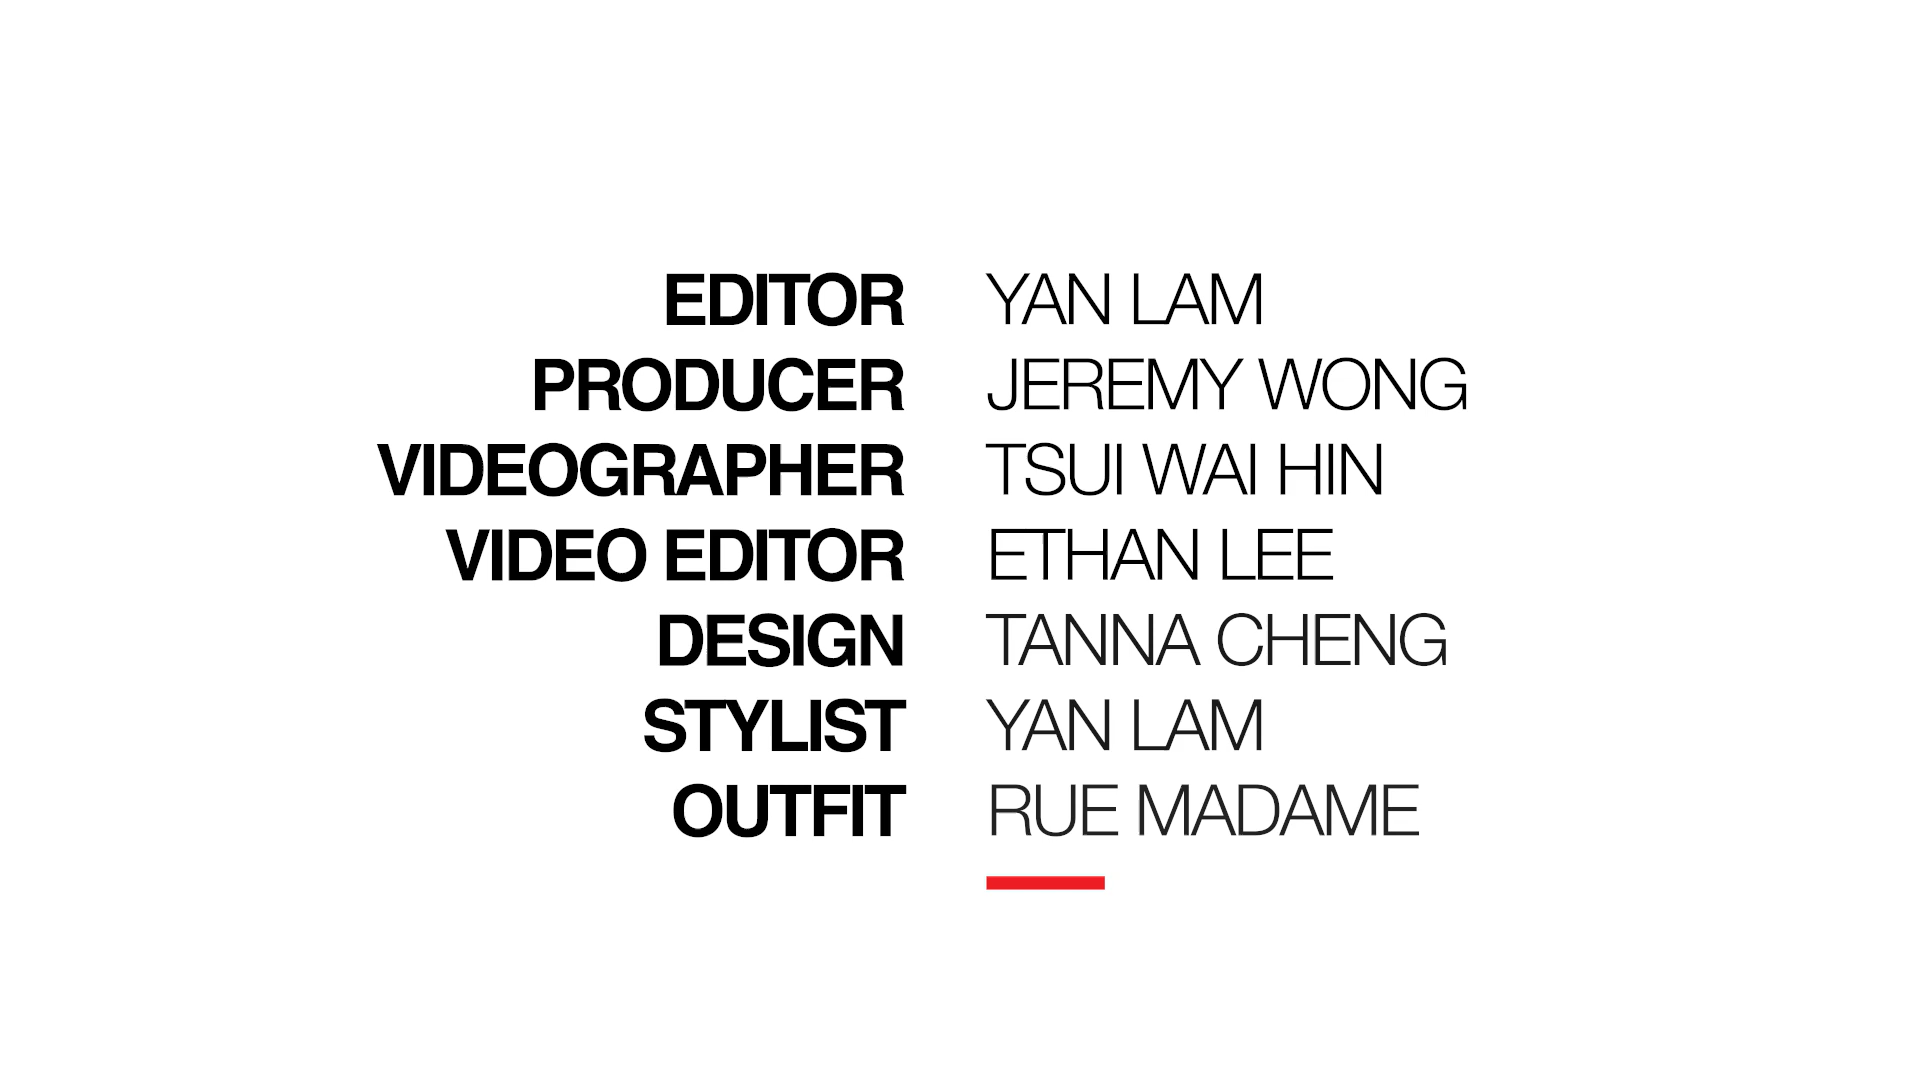 EDITOR YAN LAM
PRODUCER JEREMY WONG
VIDEOGRAPHER TSUI WAI HIN
VIDEO EDITOR ETHAN LEE
DESIGN TANNA CHENG
STYLIST YAN LAM
OUTFIT RUE MADAME